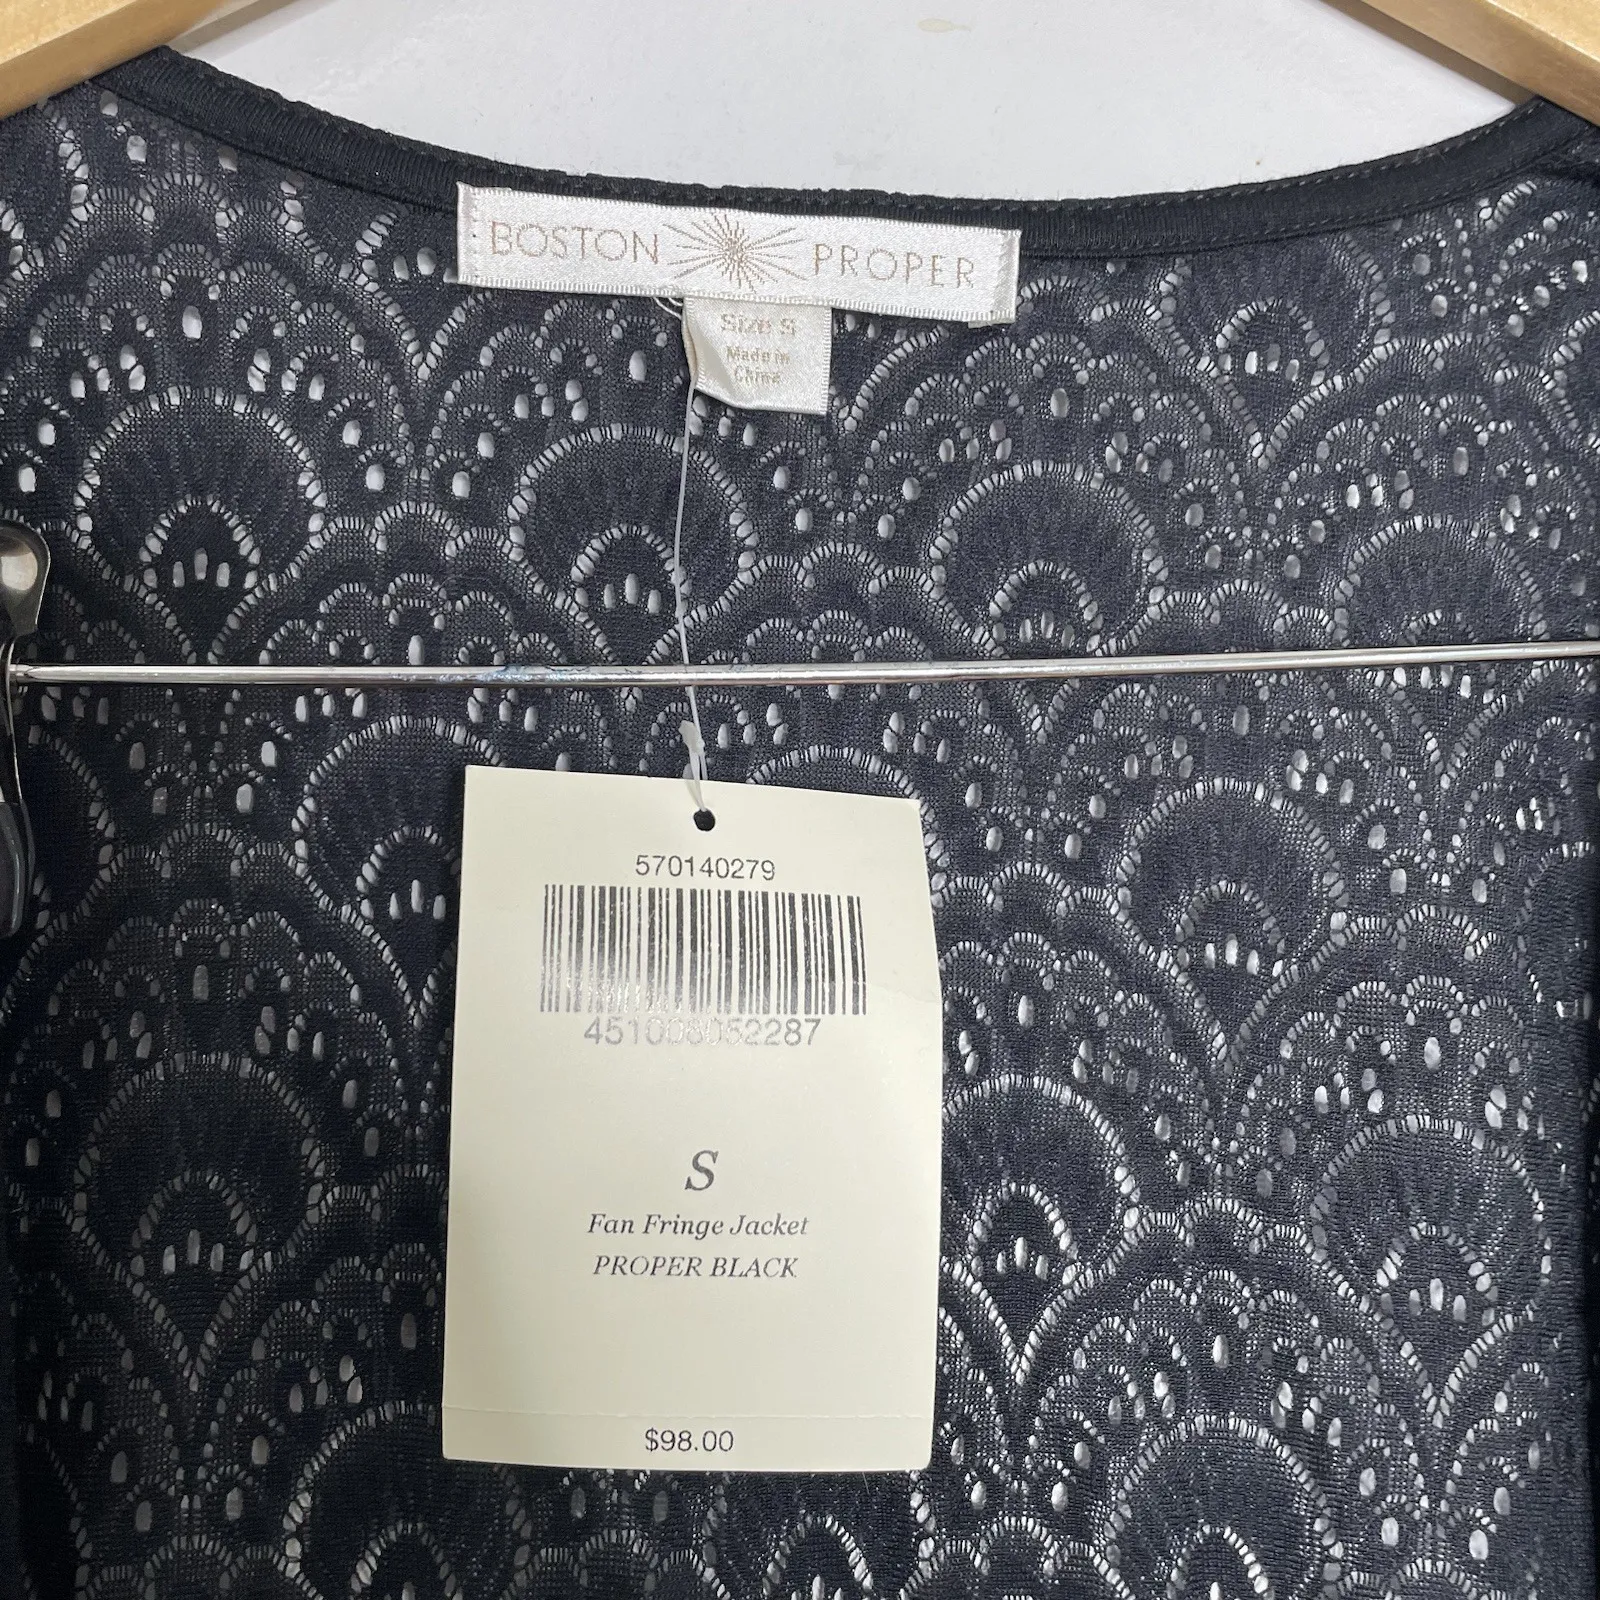 BOSTON PROPER
Size S
Made in
China
570140279
451008052287
S
Fan Fringe Jacket
PROPER BLACK
$98.00